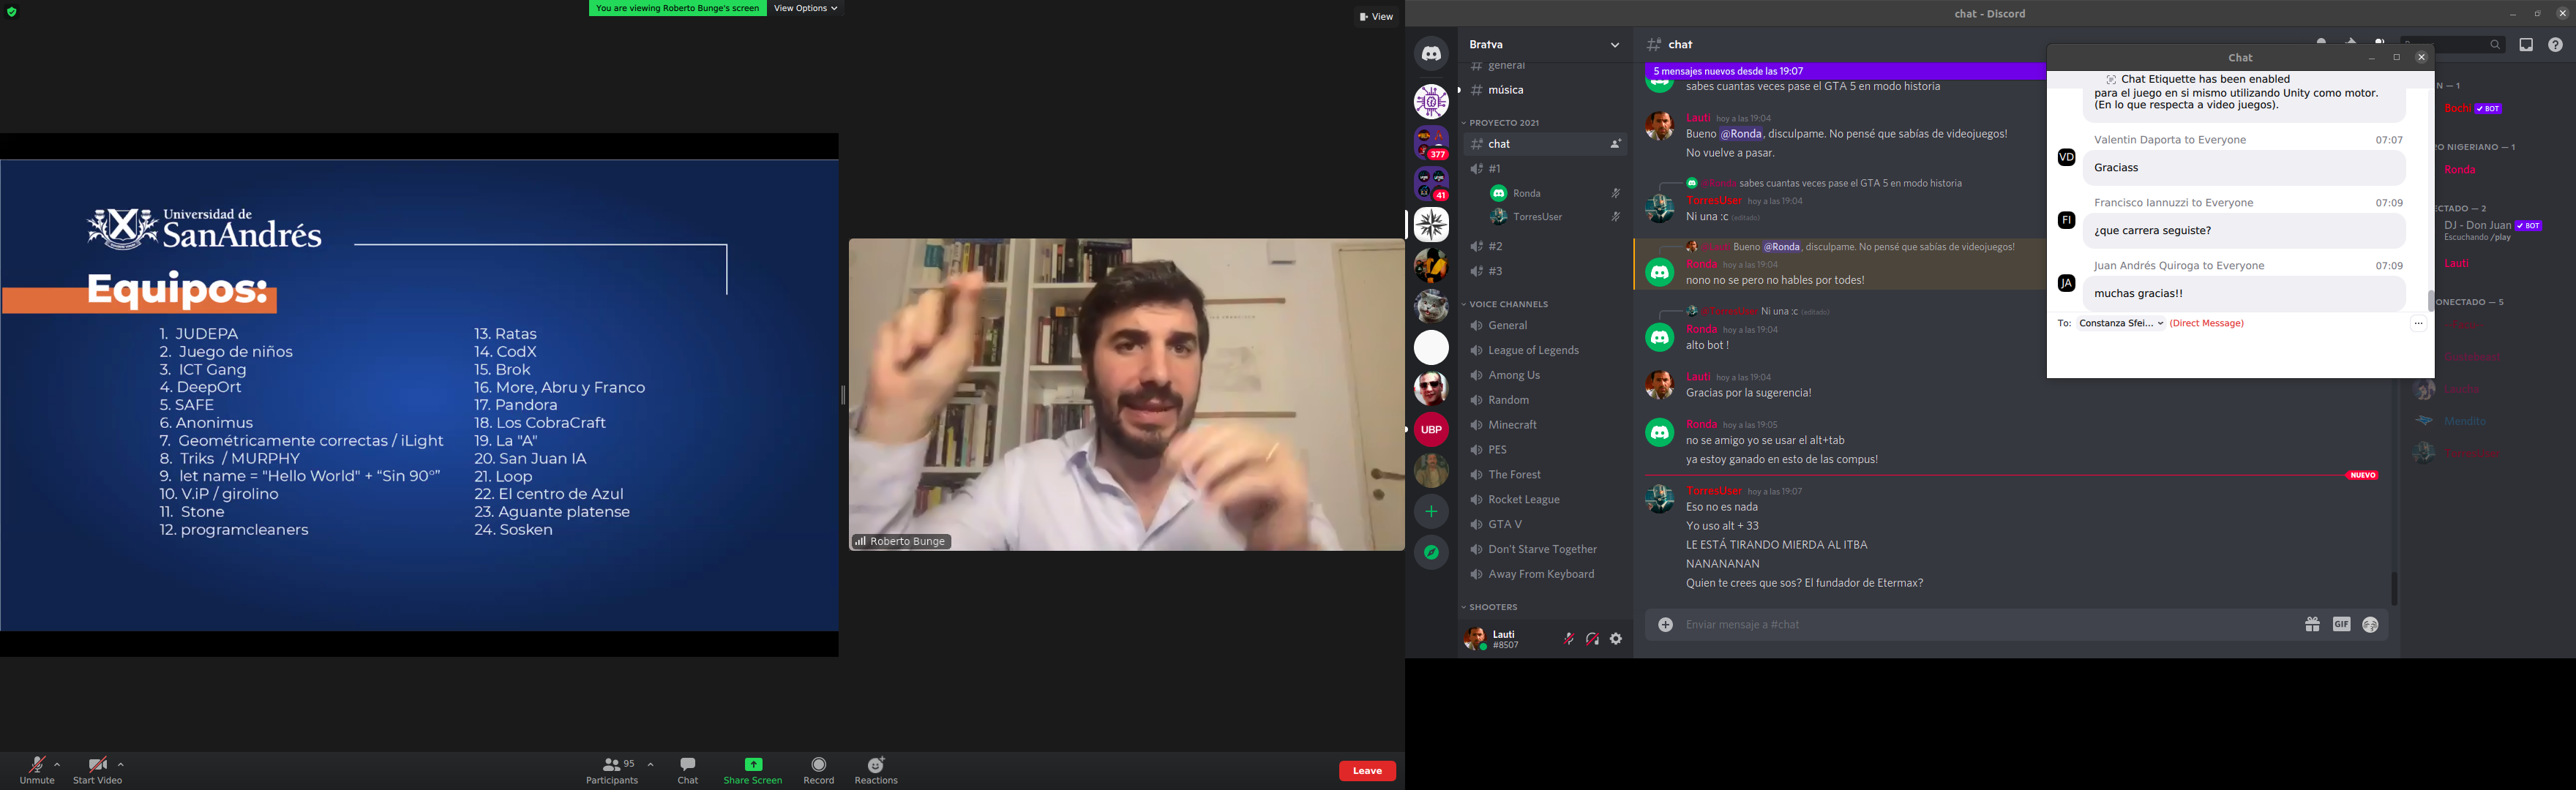 You are viewing Roberto Bunge's screen
View Options
View
Universidad de
SanAndrés
Equipos:
1. JUDEPA
2. Juego de niños
3. ICT Gang
4. DeepOrt
5. SAFE
6. Anonimus
7. Geométricamente correctas / iLight
8. Triks / MURPHY
9. let name = "Hello World" + “Sin 90°”
10. V.iP / girolino
11. Stone
12. programcleaners
13. Ratas
14. CodX
15. Brok
16. More, Abru y Franco
17. Pandora
18. Los CobraCraft
19. La "A"
20. San Juan IA
21. Loop
22. El centro de Azul
23. Aguante platense
24. Sosken
Roberto Bunge
Unmute
Start Video
95
Participants
Chat
Share Screen
Record
Reactions
Leave
chat - Discord
377
41
UBP
Bratva
general
música
PROYECTO 2021
chat
#1
Ronda
TorresUser
#2
#3
VOICE CHANNELS
General
League of Legends
Among Us
Random
Minecraft
PES
The Forest
Rocket League
GTA V
Don't Starve Together
Away From Keyboard
SHOOTERS
Lauti
#8507
chat
5 mensajes nuevos desde las 19:07
sabes cuantas veces pase el GTA 5 en modo historia
Lauti hoy a las 19:04
Bueno @Ronda, disculpame. No pensé que sabías de videojuegos!
No vuelve a pasar.
sabes cuantas veces pase el GTA 5 en modo historia
TorresUser hoy a las 19:04
Ni una :c (editado)
Bueno @Ronda, disculpame. No pensé que sabías de videojuegos!
Ronda hoy a las 19:04
nono no se pero no hables por todes!
Ni una :c (editado)
Ronda hoy a las 19:04
alto bot !
Lauti hoy a las 19:04
Gracias por la sugerencia!
Ronda hoy a las 19:05
no se amigo yo se usar el alt+tab
ya estoy ganado en esto de las compus!
NUEVO
TorresUser hoy a las 19:07
Eso no es nada
Yo uso alt + 33
LE ESTÁ TIRANDO MIERDA AL ITBA
NANANANAN
Quien te crees que sos? El fundador de Etermax?
Enviar mensaje a #chat
GIF
Chat
Chat Etiquette has been enabled
para el juego en si mismo utilizando Unity como motor.
(En lo que respecta a video juegos).
Valentin Daporta to Everyone 07:07
VD
Graciass
Francisco Iannuzzi to Everyone 07:09
FI
¿que carrera seguiste?
Juan Andrés Quiroga to Everyone 07:09
JA
muchas gracias!!
To: Constanza Sfei... (Direct Message)
N — 1
Bochi BOT
O NIGERIANO — 1
Ronda
ECTADO — 2
DJ - Don Juan BOT
Escuchando /play
Lauti
ONECTADO — 5
Mendito